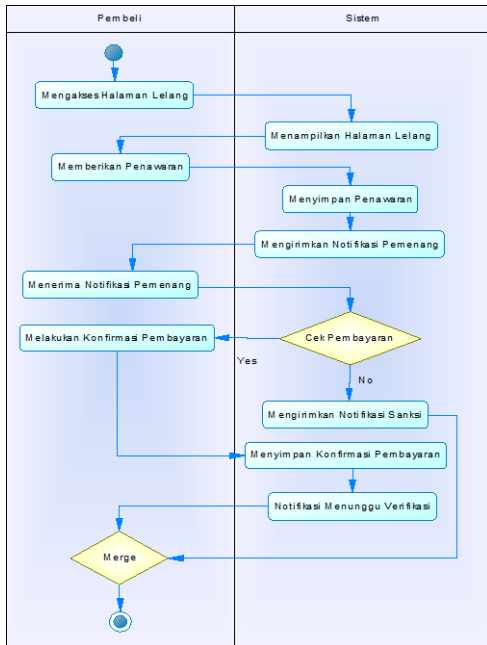 Pembeli
Sistem
Mengakses Halaman Lelang
Menampilkan Halaman Lelang
Memberikan Penawaran
Menyimpan Penawaran
Mengirimkan Notifikasi Pemenang
Menerima Notifikasi Pemenang
Cek Pembayaran
Melakukan Konfirmasi Pembayaran
Yes
No
Mengirimkan Notifikasi Sanksi
Menyimpan Konfirmasi Pembayaran
Notifikasi Menunggu Verifikasi
Merge